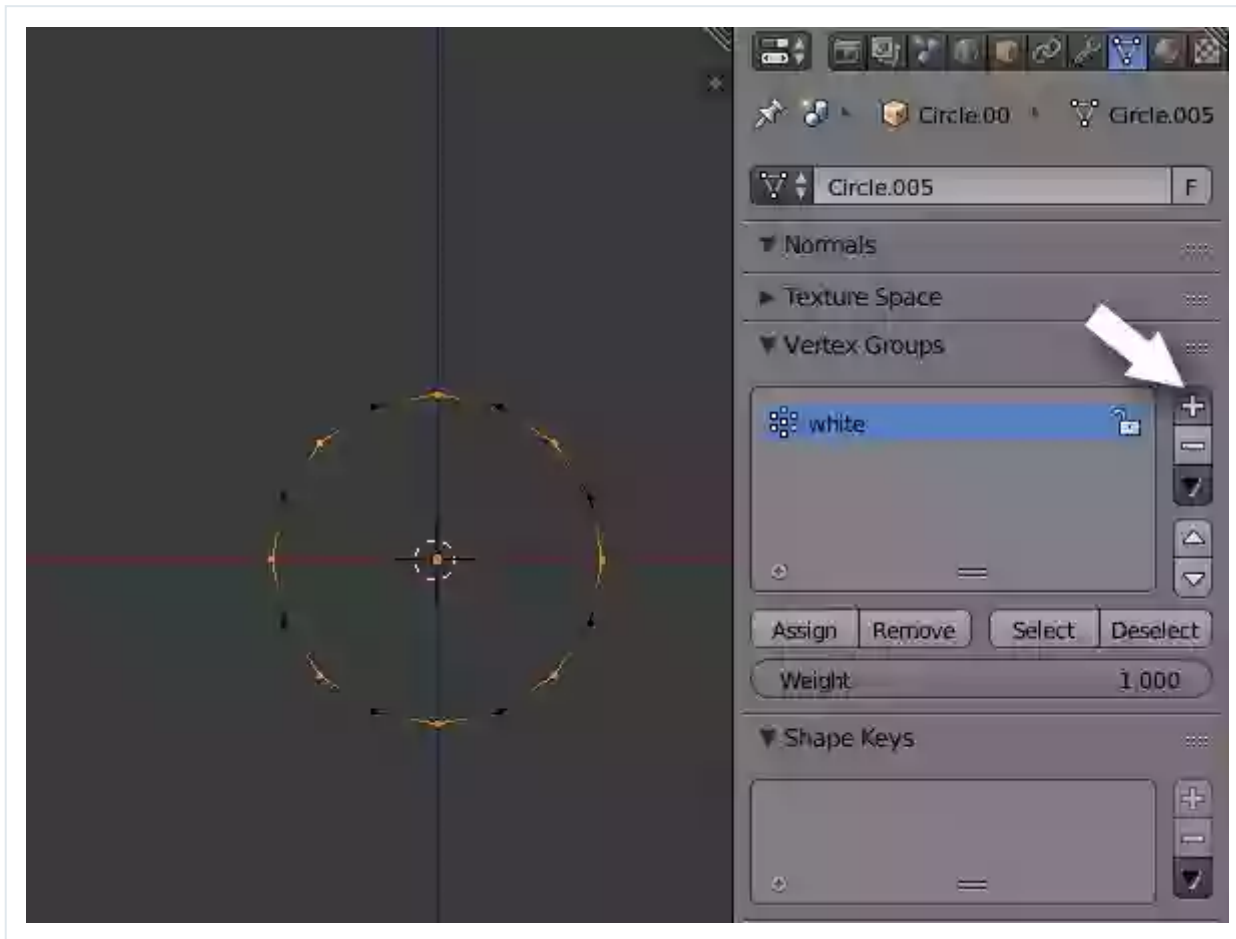 Circle.00 Circle.005
Circle.005 F
Normals
Texture Space
Vertex Groups
white
Assign Remove Select Deselect
Weight 1.000
Shape Keys